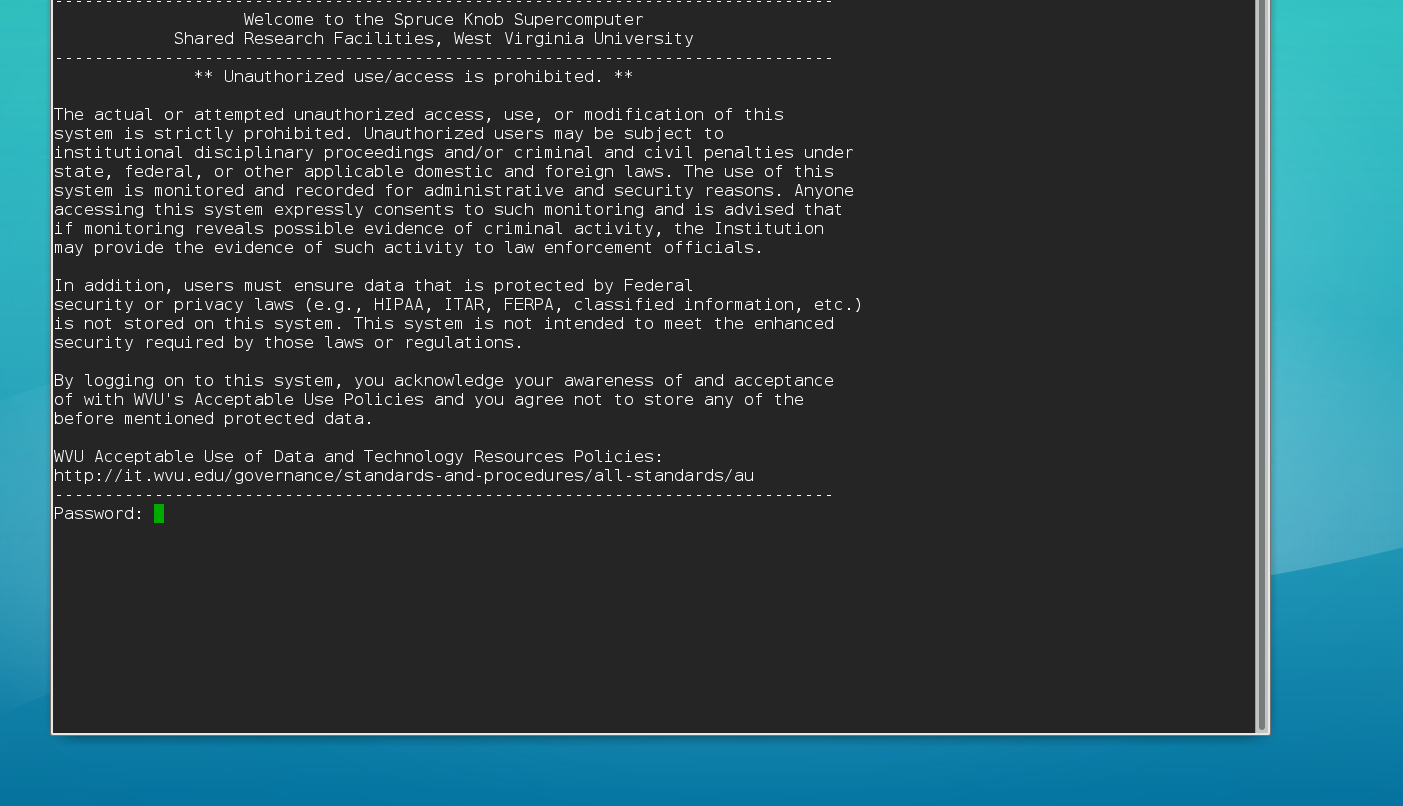 --------------------------------------------------------------------------------
Welcome to the Spruce Knob Supercomputer
Shared Research Facilities, West Virginia University
--------------------------------------------------------------------------------
** Unauthorized use/access is prohibited. **
The actual or attempted unauthorized access, use, or modification of this
system is strictly prohibited. Unauthorized users may be subject to
institutional disciplinary proceedings and/or criminal and civil penalties under
state, federal, or other applicable domestic and foreign laws. The use of this
system is monitored and recorded for administrative and security reasons. Anyone
accessing this system expressly consents to such monitoring and is advised that
if monitoring reveals possible evidence of criminal activity, the Institution
may provide the evidence of such activity to law enforcement officials.
In addition, users must ensure data that is protected by Federal
security or privacy laws (e.g., HIPAA, ITAR, FERPA, classified information, etc.)
is not stored on this system. This system is not intended to meet the enhanced
security required by those laws or regulations.
By logging on to this system, you acknowledge your awareness of and acceptance
of with WVU's Acceptable Use Policies and you agree not to store any of the
before mentioned protected data.
WVU Acceptable Use of Data and Technology Resources Policies:
http://it.wvu.edu/governance/standards-and-procedures/all-standards/au
--------------------------------------------------------------------------------
Password: